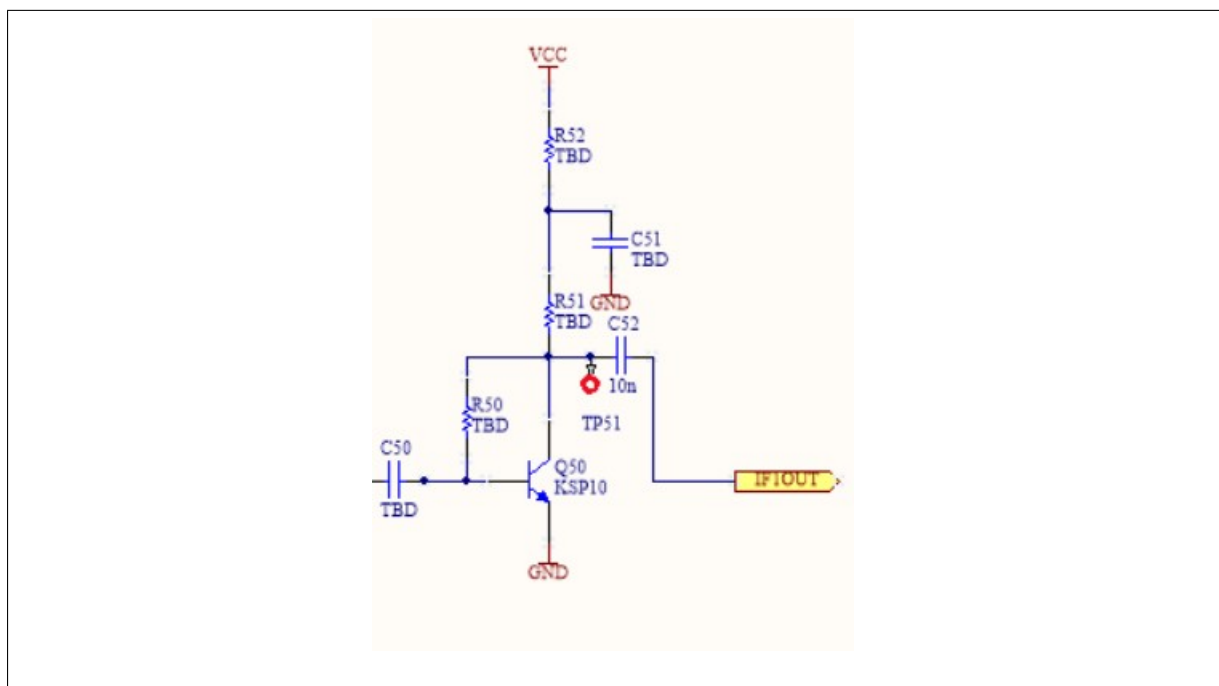 VCC
R52
TBD
C51
TBD
GND
R51
TBD
C52
10n
TP51
R50
TBD
C50
TBD
Q50
KSP10
IF1OUT
GND